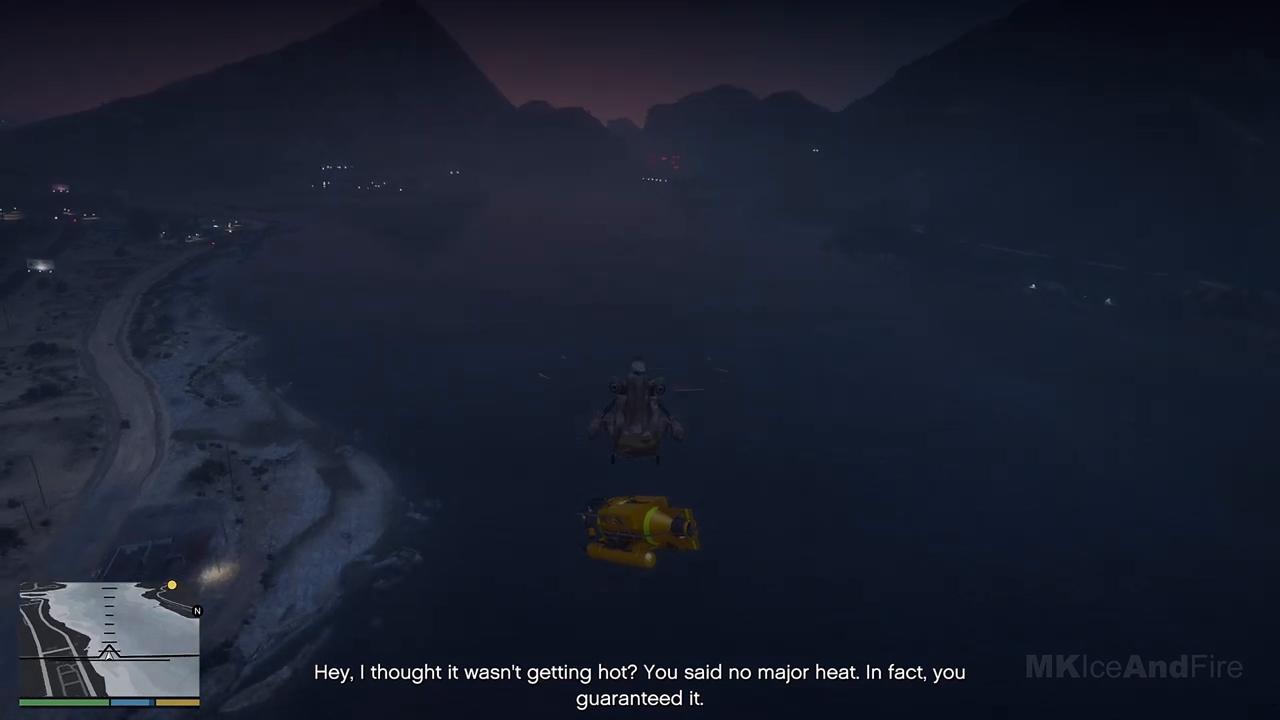 N
Hey, I thought it wasn't getting hot? You said no major heat. In fact, you
guaranteed it.
MKIceAndFire